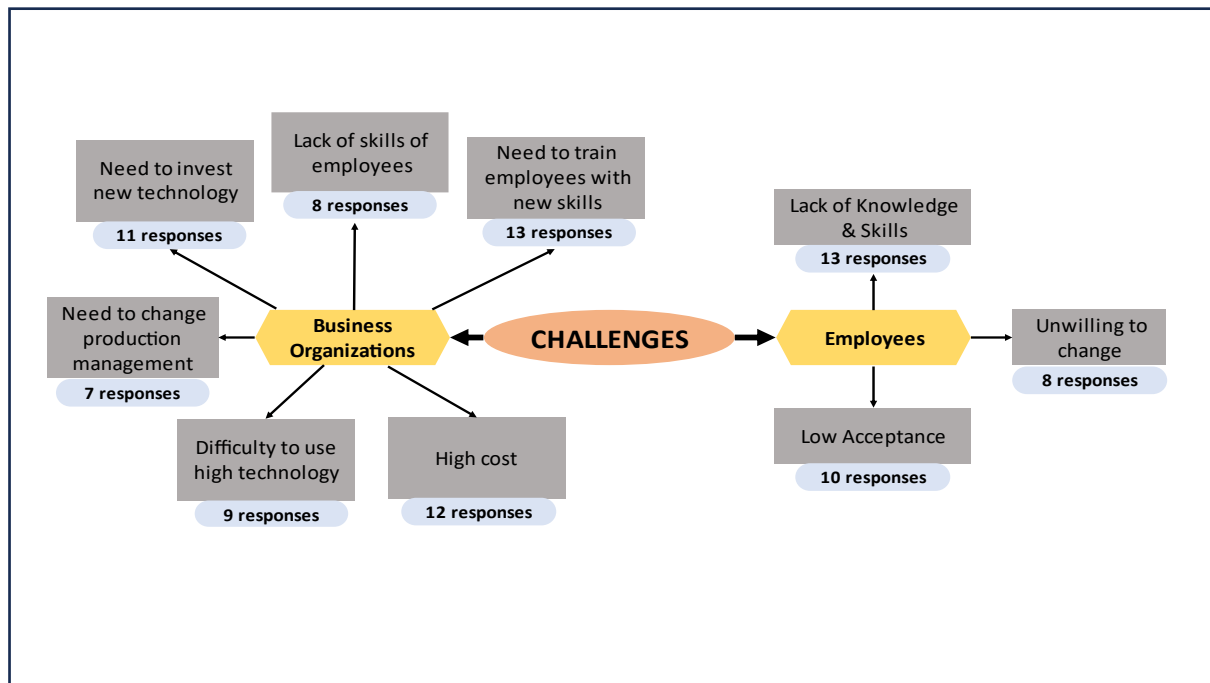 Need to invest
new technology
11 responses
Lack of skills of
employees
8 responses
Need to train
employees with
new skills
13 responses
Need to change
production
management
7 responses
Business
Organizations
Difficulty to use
high technology
9 responses
High cost
12 responses
CHALLENGES
Lack of Knowledge
& Skills
13 responses
Employees
Unwilling to
change
8 responses
Low Acceptance
10 responses